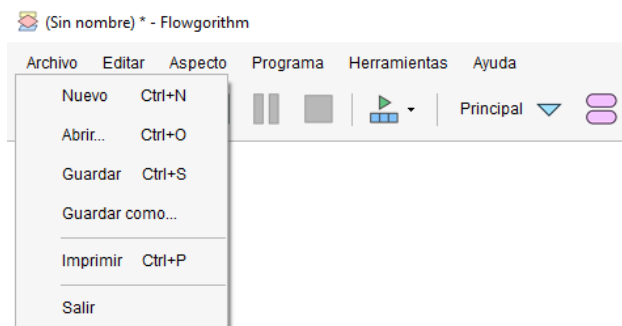 (Sin nombre) * - Flowgorithm
Archivo Editar Aspecto Programa Herramientas Ayuda
Nuevo Ctrl+N
Principal
Abrir... Ctrl+O
Guardar Ctrl+S
Guardar como...
Imprimir Ctrl+P
Salir